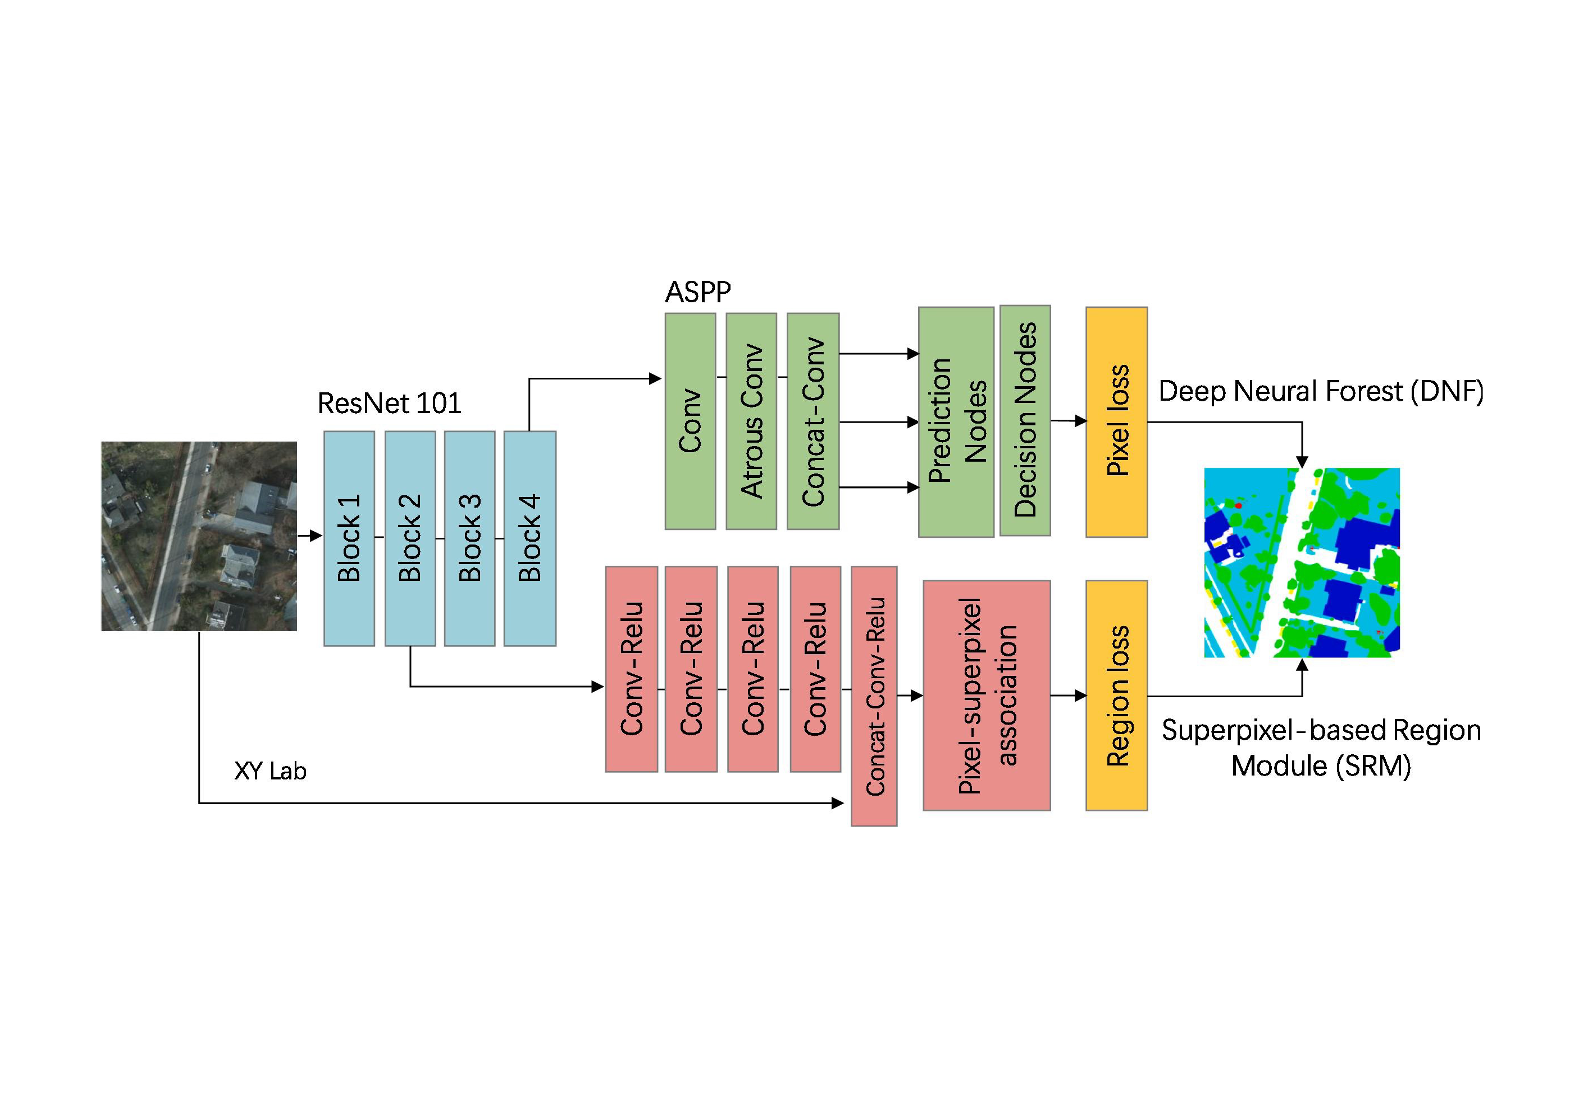 ASPP
ResNet 101
Block 1
Block 2
Block 3
Block 4
Conv
Atrous Conv
Concat-Conv
Prediction
Nodes
Decision Nodes
Pixel loss
Deep Neural Forest (DNF)
Conv-Relu
Conv-Relu
Conv-Relu
Conv-Relu
Concat-Conv-Relu
Pixel-superpixel
association
Region loss
Superpixel-based Region
Module (SRM)
XY Lab